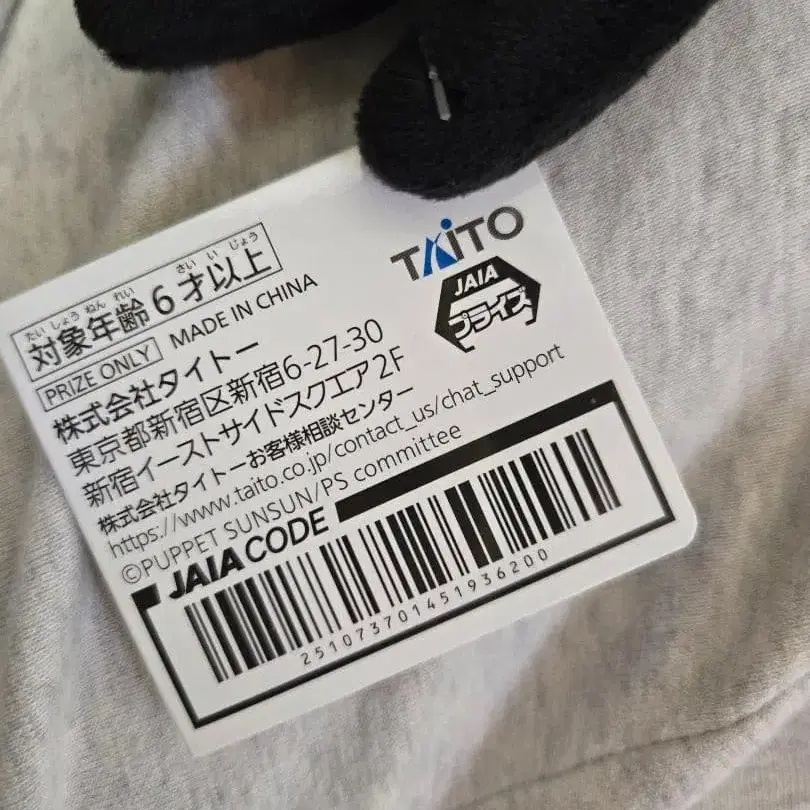 TAITO
JAIA
プライズ
たいしょうねんれい さいいじょう
対象年齢6才以上
PRIZE ONLY MADE IN CHINA
株式会社タイトー
東京都新宿区新宿6-27-30
新宿イーストサイドスクエア2F
株式会社タイトーお客様相談センター
https://www.taito.co.jp/contact_us/chat_support
©PUPPET SUNSUN/PS committee
JAIA CODE
251073701451936200